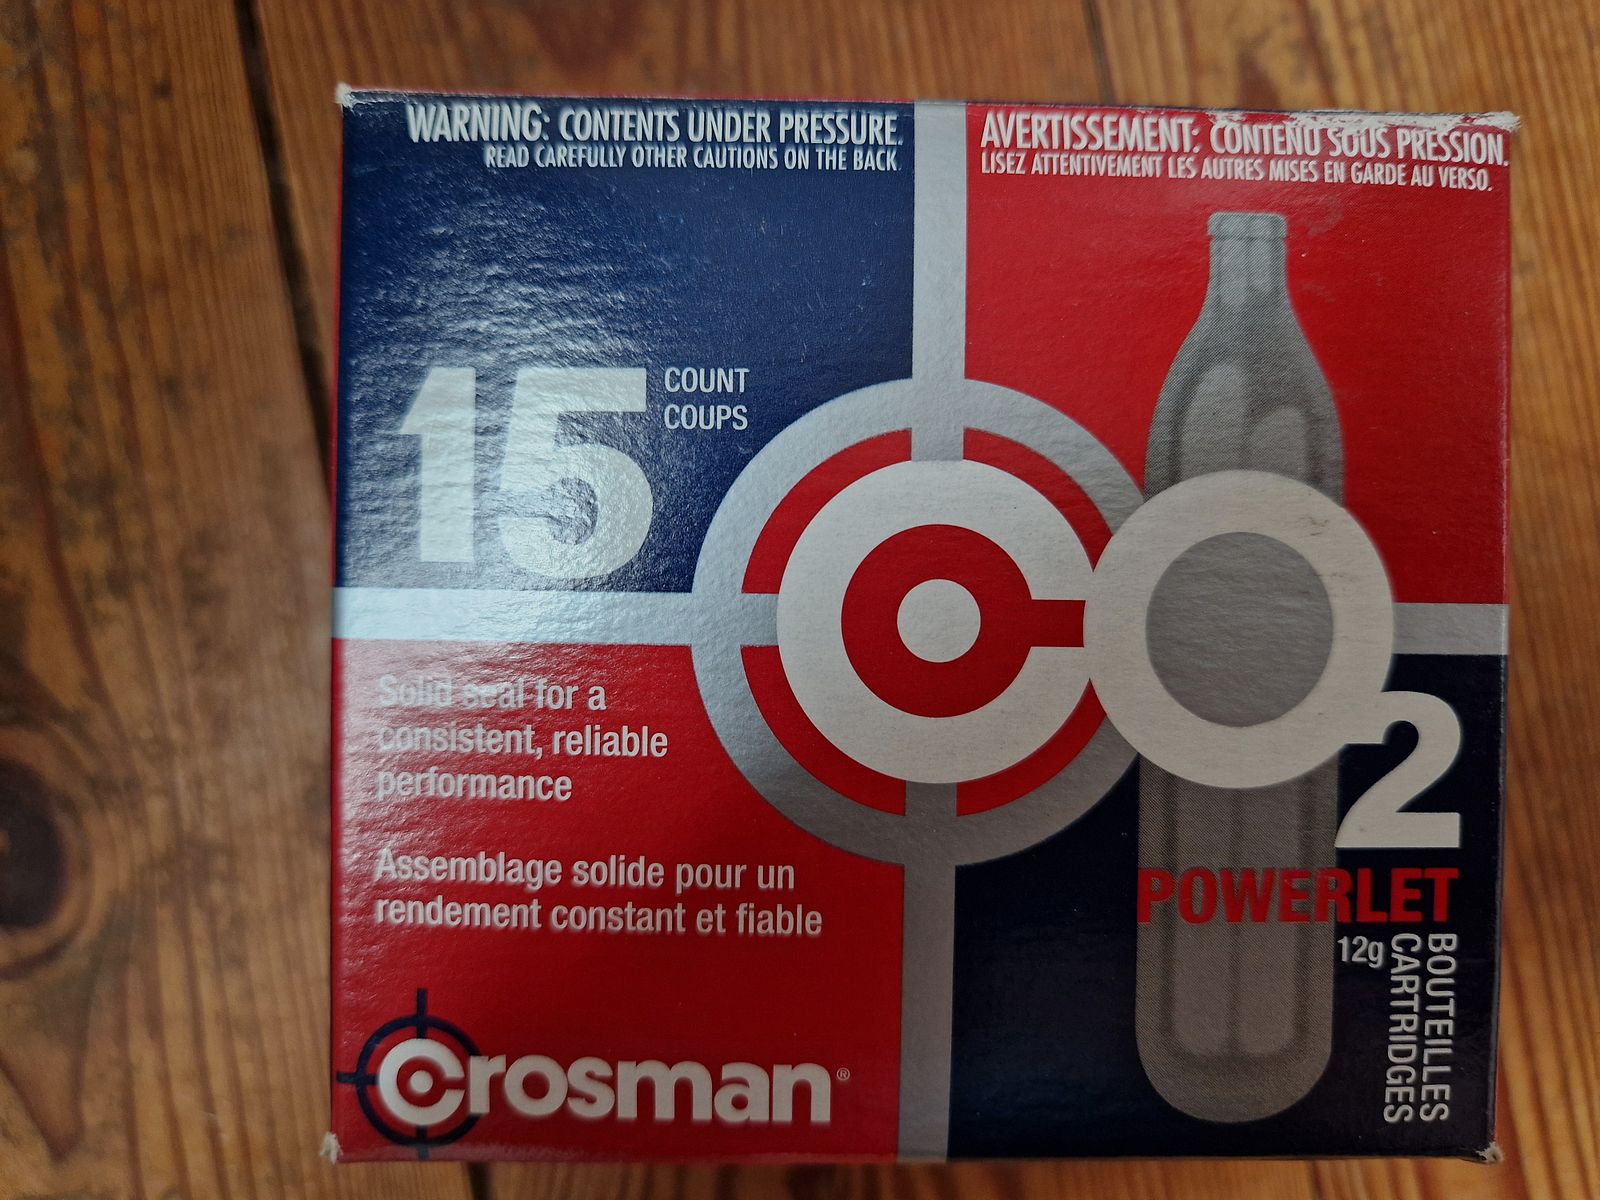 WARNING: CONTENTS UNDER PRESSURE.
READ CAREFULLY OTHER CAUTIONS ON THE BACK.
AVERTISSEMENT: CONTENU SOUS PRESSION.
LISEZ ATTENTIVEMENT LES AUTRES MISES EN GARDE AU VERSO.
15
COUNT
COUPS
CO2
POWERLET
12g
BOUTEILLES
CARTRIDGES
Solid seal for a
consistent, reliable
performance
Assemblage solide pour un
rendement constant et fiable
Crosman®